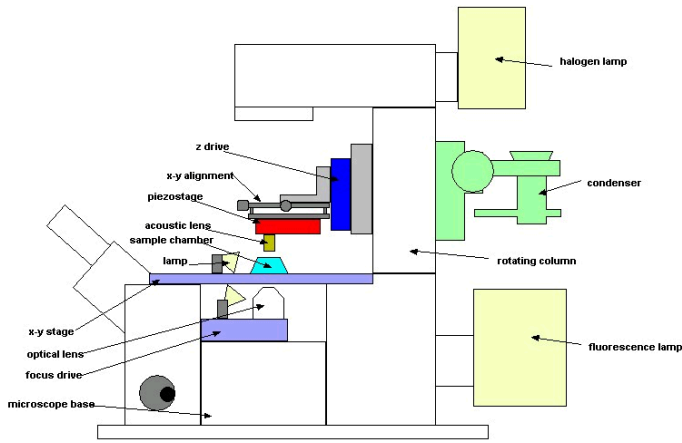 halogen lamp
z drive
x-y alignment
condenser
piezostage
acoustic lens
sample chamber
lamp
rotating column
x-y stage
optical lens
fluorescence lamp
focus drive
microscope base